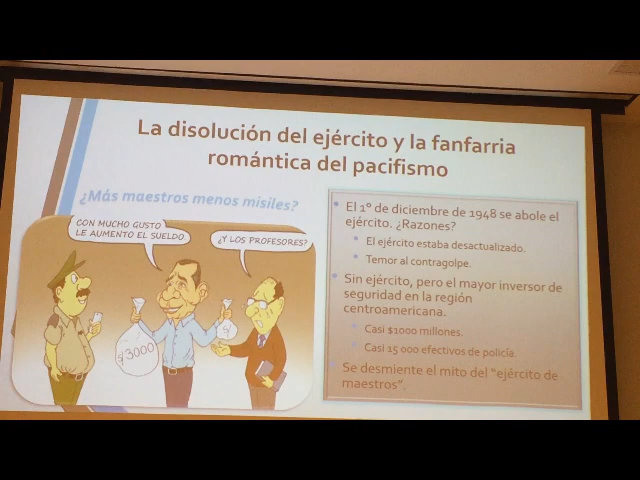 La disolución del ejército y la fanfarria
romántica del pacifismo
¿Más maestros menos misiles?
CON MUCHO GUSTO
LE AUMENTO EL SUELDO.
¿Y LOS PROFESORES?
S/3000
• El 1º de diciembre de 1948 se abole el
ejército. ¿Razones?
• El ejército estaba desactualizado.
• Temor al contragolpe.
• Sin ejército, pero el mayor inversor de
seguridad en la región
centroamericana.
• Casi $1000 millones.
• Casi 15 000 efectivos de policía.
• Se desmiente el mito del "ejército de
maestros".